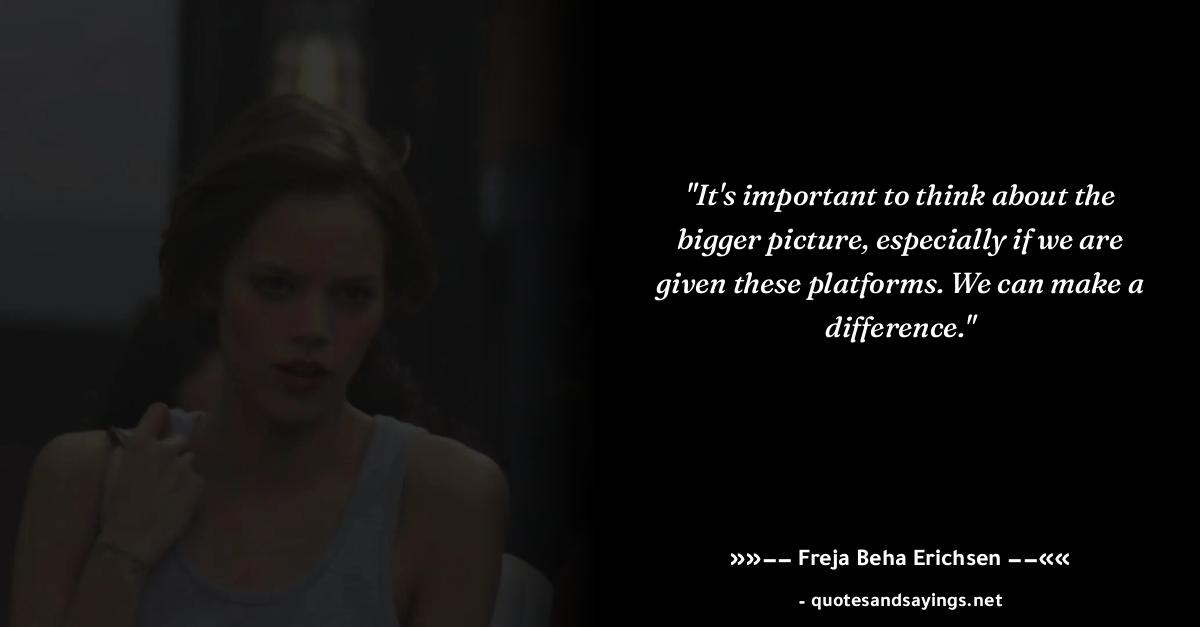 "It's important to think about the
bigger picture, especially if we are
given these platforms. We can make a
difference."
»»−− Freja Beha Erichsen −−««
- quotesandsayings.net